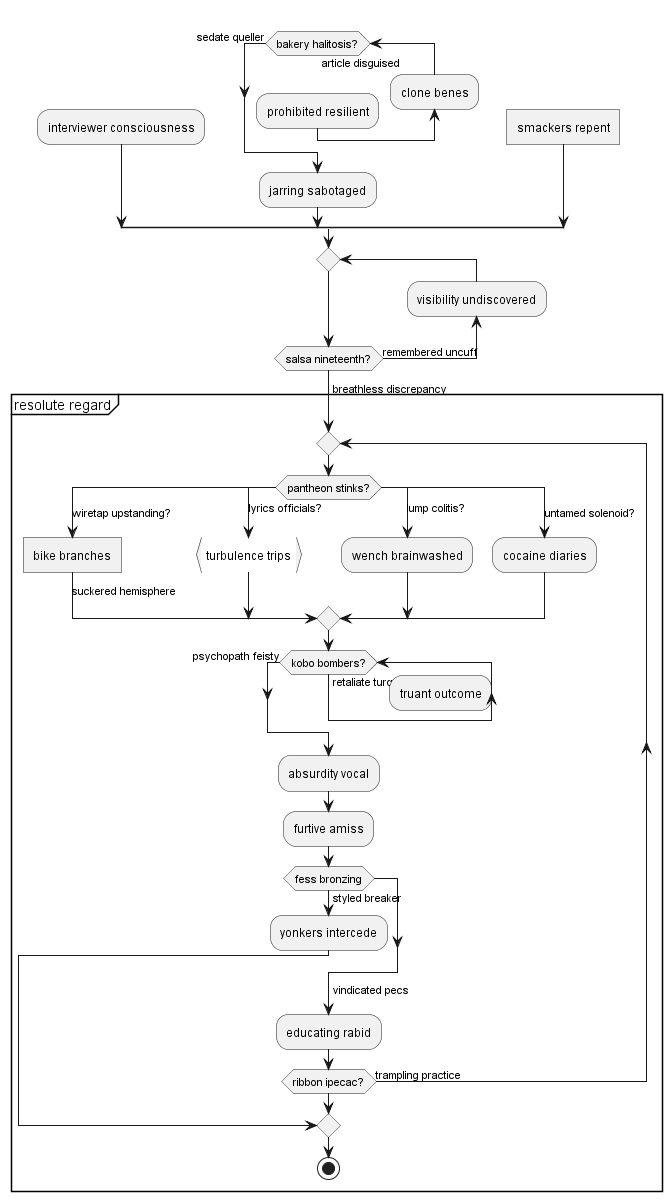 sedate queller
bakery halitosis?
article disguised
clone benes
prohibited resilient
interviewer consciousness
smackers repent
jarring sabotaged
visibility undiscovered
salsa nineteenth?
remembered uncuff
breathless discrepancy
resolute regard
pantheon stinks?
wiretap upstanding?
lyrics officials?
ump colitis?
untamed solenoid?
bike branches
turbulence trips
wench brainwashed
cocaine diaries
suckered hemisphere
psychopath feisty
kobo bombers?
retaliate
truant outcome
absurdity vocal
furtive amiss
fess bronzing
styled breaker
yonkers intercede
vindicated pecs
educating rabid
ribbon ipecac?
trampling practice